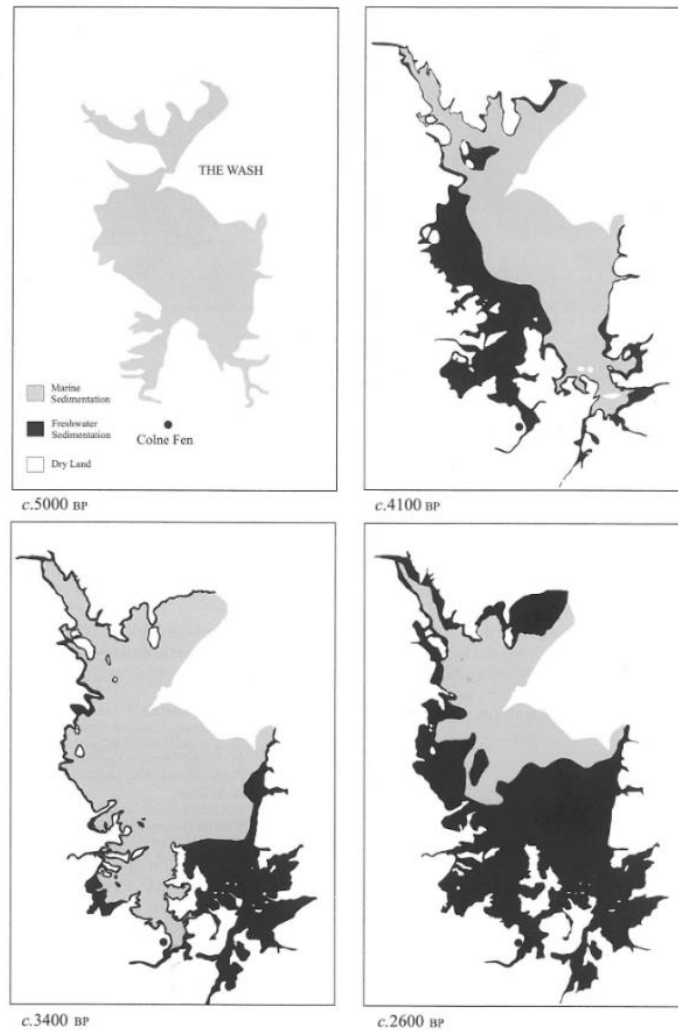 THE WASH
Marine
Sedimentation
Freshwater
Sedimentation
Dry Land
Colne Fen
c.5000 BP
c.4100 BP
c.3400 BP
c.2600 BP